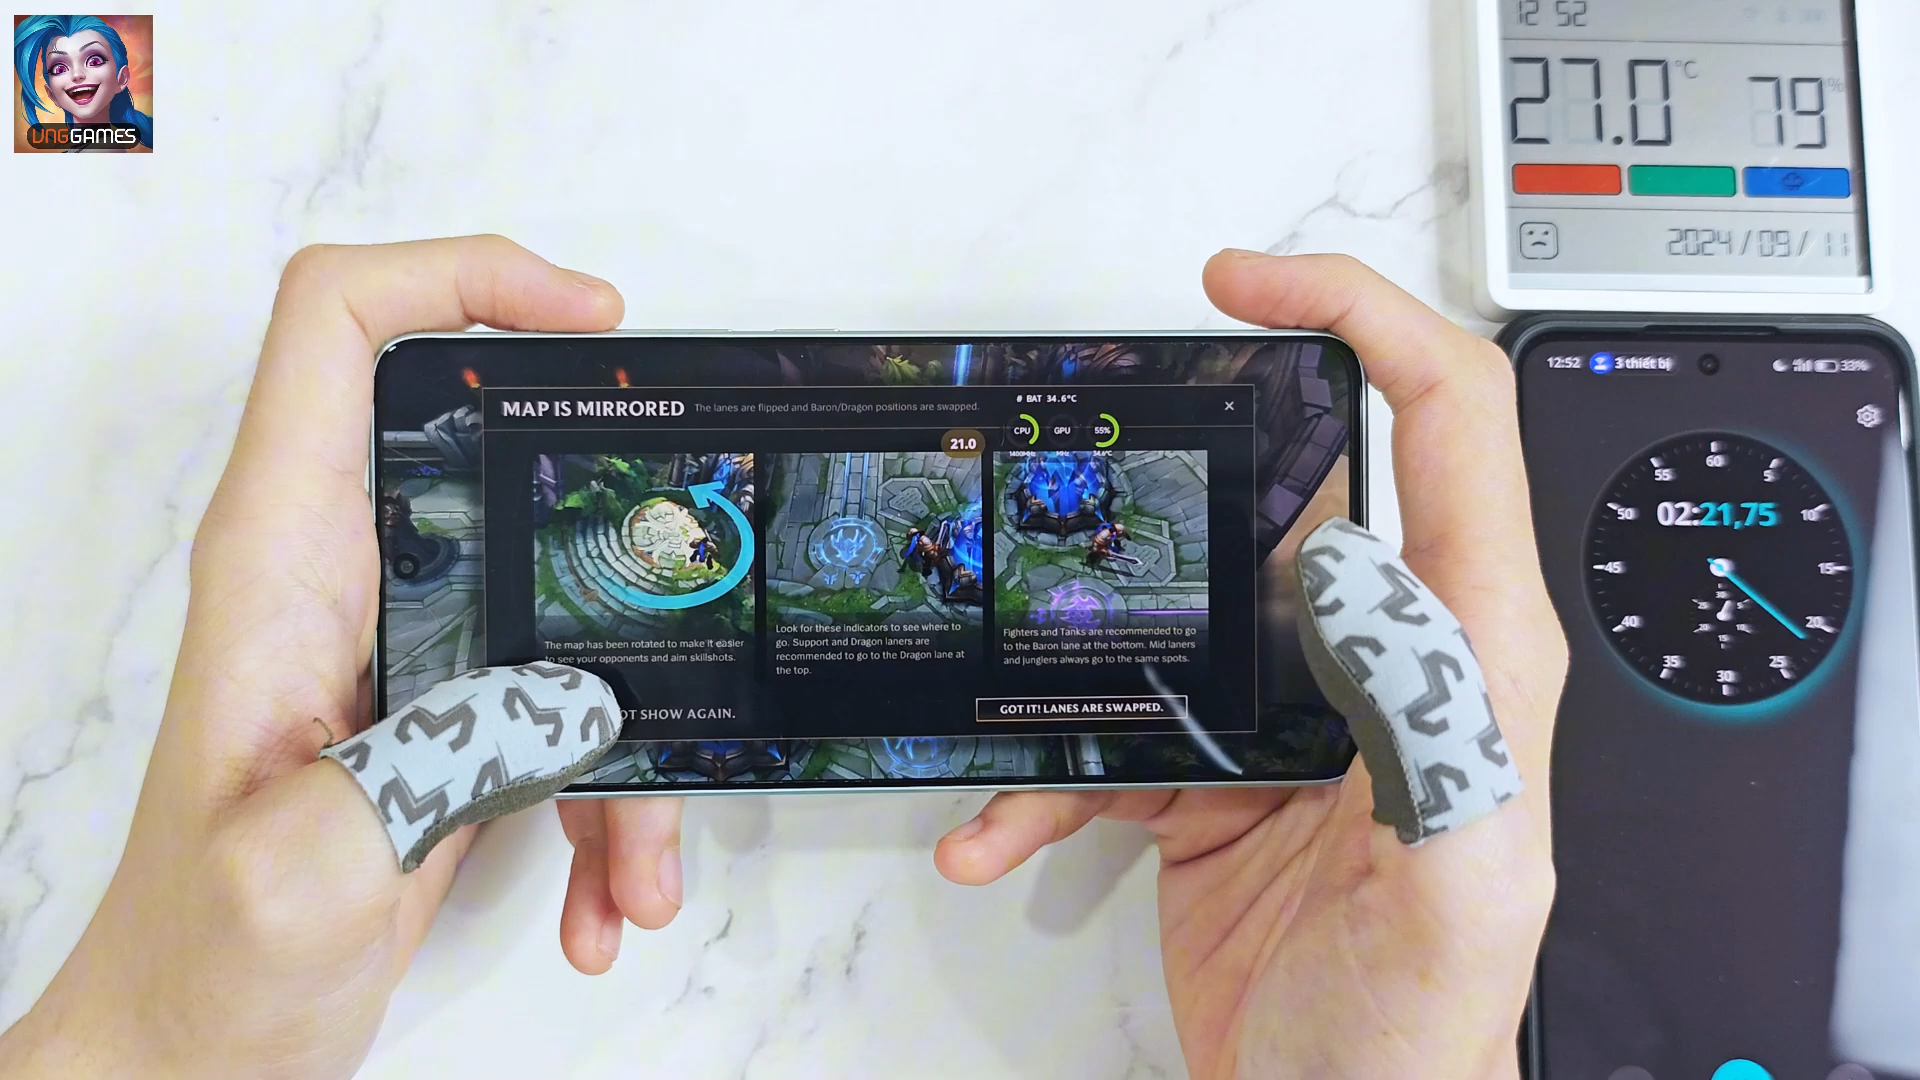 VNGGAMES
12 52
27.0 °C 79 %
2024/09/11
MAP IS MIRRORED
The lanes are flipped and Baron/Dragon positions are swapped.
# BAT 34.6°C
CPU GPU 55%
1400MHz MHz 34.6°C
21.0
The map has been rotated to make it easier
to see your opponents and aim skillshots.
Look for these indicators to see where to
go. Support and Dragon laners are
recommended to go to the Dragon lane at
the top.
Fighters and Tanks are recommended to go
to the Baron lane at the bottom. Mid laners
and junglers always go to the same spots.
OT SHOW AGAIN.
GOT IT! LANES ARE SWAPPED.
12:52 3 thiết bị 33%
60
55 5
50 10
02:21,75
45 15
40 20
35 25
30